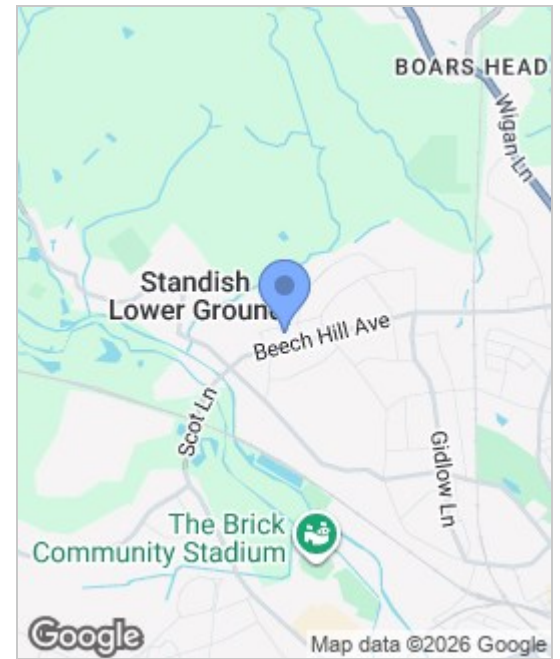 BOARS HEAD
Wigan Ln
Standish
Lower Ground
Beech Hill Ave
Scot Ln
Gidlow Ln
The Brick
Community Stadium
Google
Map data ©2026 Google